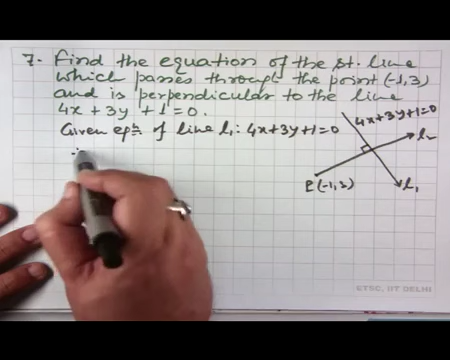 7. Find the equation of the st. line
which passes through the point (-1,3)
and is perpendicular to the line
4x + 3y + 1 = 0.
Given eqn of line l1: 4x+3y+1=0
4x+3y+1=0
l2
P(-1,3)
l1
ETSC, IIT DELHI